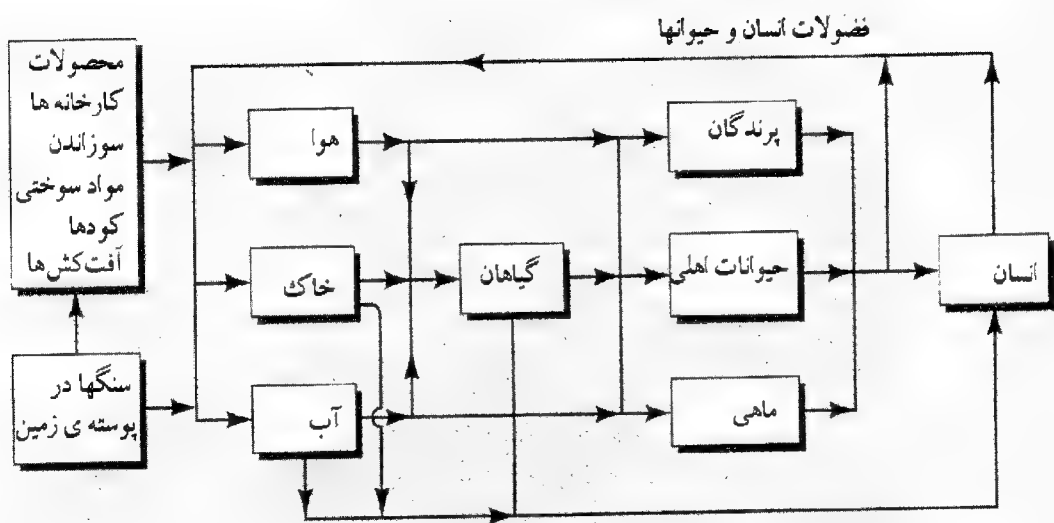 فضولات انسان و حیوانها
محصولات
کارخانه ها
سوزاندن
مواد سوختی
کودها
آفت‌کش‌ها
سنگها در
پوسته ی زمین
هوا
خاک
آب
گیاهان
پرندگان
حیوانات اهلی
ماهی
انسان